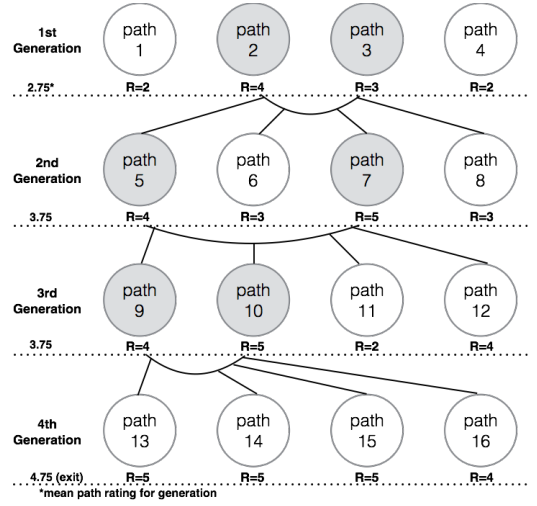 1st
Generation
path
1
path
2
path
3
path
4
2.75*
R=2
R=4
R=3
R=2
2nd
Generation
path
5
path
6
path
7
path
8
3.75
R=4
R=3
R=5
R=3
3rd
Generation
path
9
path
10
path
11
path
12
3.75
R=4
R=5
R=2
R=4
4th
Generation
path
13
path
14
path
15
path
16
4.75 (exit)
R=5
R=5
R=5
R=4
*mean path rating for generation